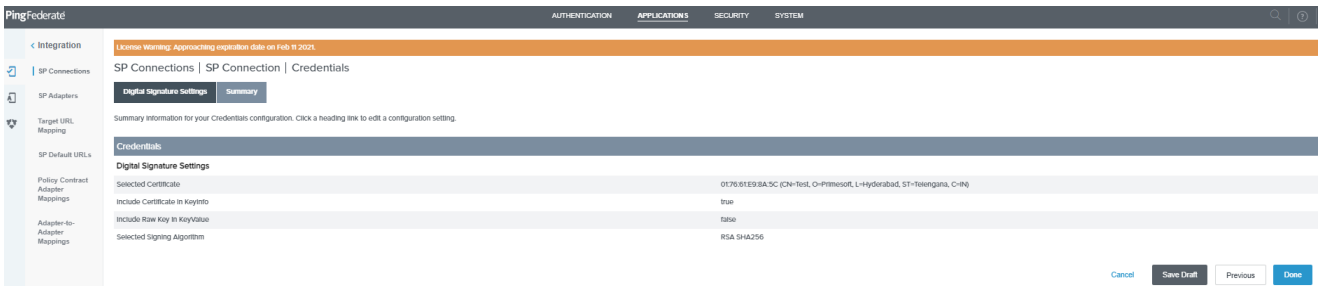 PingFederate
AUTHENTICATION APPLICATIONS SECURITY SYSTEM
Integration
License Warning: Approaching expiration date on Feb 11 2021.
SP Connections
SP Adapters
Target URL
Mapping
SP Default URLs
Policy Contract
Adapter
Mappings
Adapter-to-
Adapter
Mappings
SP Connections | SP Connection | Credentials
Digital Signature Settings Summary
Summary information for your Credentials configuration. Click a heading link to edit a configuration setting.
Credentials
Digital Signature Settings
Selected Certificate 01:76:61:E9:8A:5C (CN=Test, O=Primesoft, L=Hyderabad, ST=Telengana, C=IN)
Include Certificate in KeyInfo true
Include Raw Key in KeyValue false
Selected Signing Algorithm RSA SHA256
Cancel Save Draft Previous Done